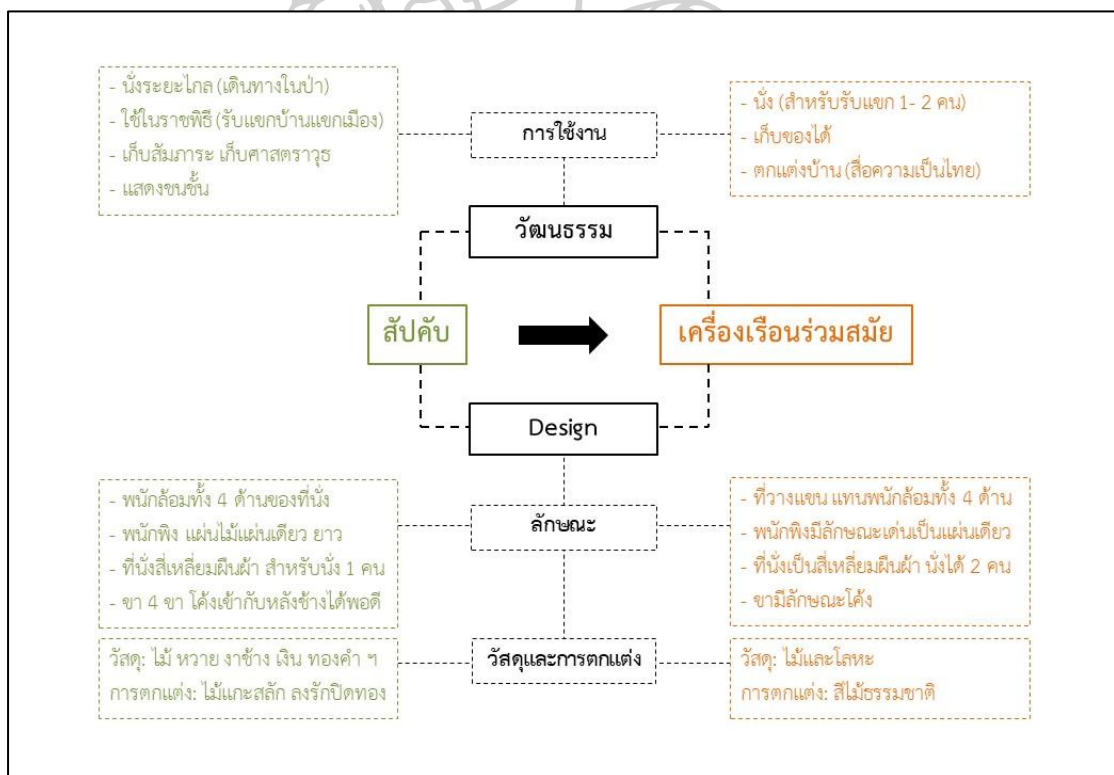 - นั่งระยะไกล (เดินทางในป่า)
- ใช้ในราชพิธี (รับแขกบ้านแขกเมือง)
- เก็บสัมภาระ เก็บศาสตราวุธ
- แสดงชนชั้น
การใช้งาน
- นั่ง (สำหรับรับแขก 1- 2 คน)
- เก็บของได้
- ตกแต่งบ้าน (สื่อความเป็นไทย)
วัฒนธรรม
สัปคับ
เครื่องเรือนร่วมสมัย
Design
- พนักล้อมทั้ง 4 ด้านของที่นั่ง
- พนักพิง แผ่นไม้แผ่นเดียว ยาว
- ที่นั่งสี่เหลี่ยมผืนผ้า สำหรับนั่ง 1 คน
- ขา 4 ขา โค้งเข้ากับหลังช้างได้พอดี
ลักษณะ
- ที่วางแขน แทนพนักล้อมทั้ง 4 ด้าน
- พนักพิงมีลักษณะเด่นเป็นแผ่นเดียว
- ที่นั่งเป็นสี่เหลี่ยมผืนผ้า นั่งได้ 2 คน
- ขามีลักษณะโค้ง
วัสดุ: ไม้ หวาย งาช้าง เงิน ทองคำ ฯ
การตกแต่ง: ไม้แกะสลัก ลงรักปิดทอง
วัสดุและการตกแต่ง
วัสดุ: ไม้และโลหะ
การตกแต่ง: สีไม้ธรรมชาติ